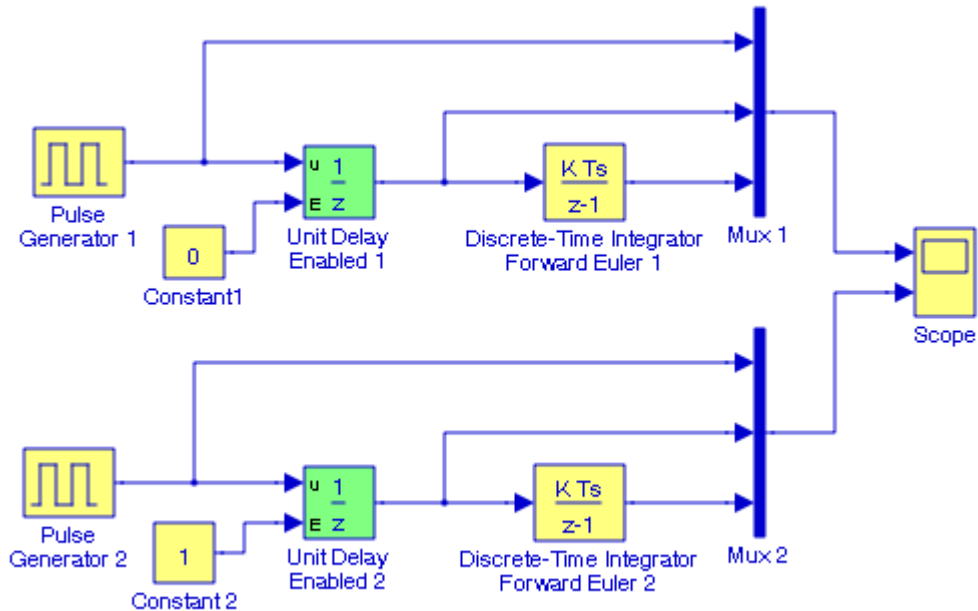 u 1
E z
K Ts
z-1
Pulse
Generator 1
0
Constant1
Unit Delay
Enabled 1
Discrete-Time Integrator
Forward Euler 1
Mux 1
Scope
u 1
E z
K Ts
z-1
Pulse
Generator 2
1
Constant 2
Unit Delay
Enabled 2
Discrete-Time Integrator
Forward Euler 2
Mux 2